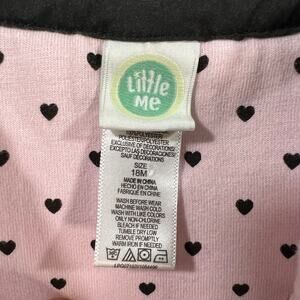 little
me
100% POLYESTER
POLIESTER/POLYESTER
EXCLUSIVE OF DECORATIONS/
EXCEPTO LAS DECORACIONES/
SAUF DÉCORATIONS
SIZE:
18M
MADE IN CHINA
HECHO EN CHINA
FABRIQUÉ EN CHINE
WASH BEFORE WEAR
MACHINE WASH COLD
WASH WITH LIKE COLORS
ONLY NON-CHLORINE
BLEACH IF NEEDED
TUMBLE DRY LOW
REMOVE PROMPTLY
WARM IRON IF NEEDED